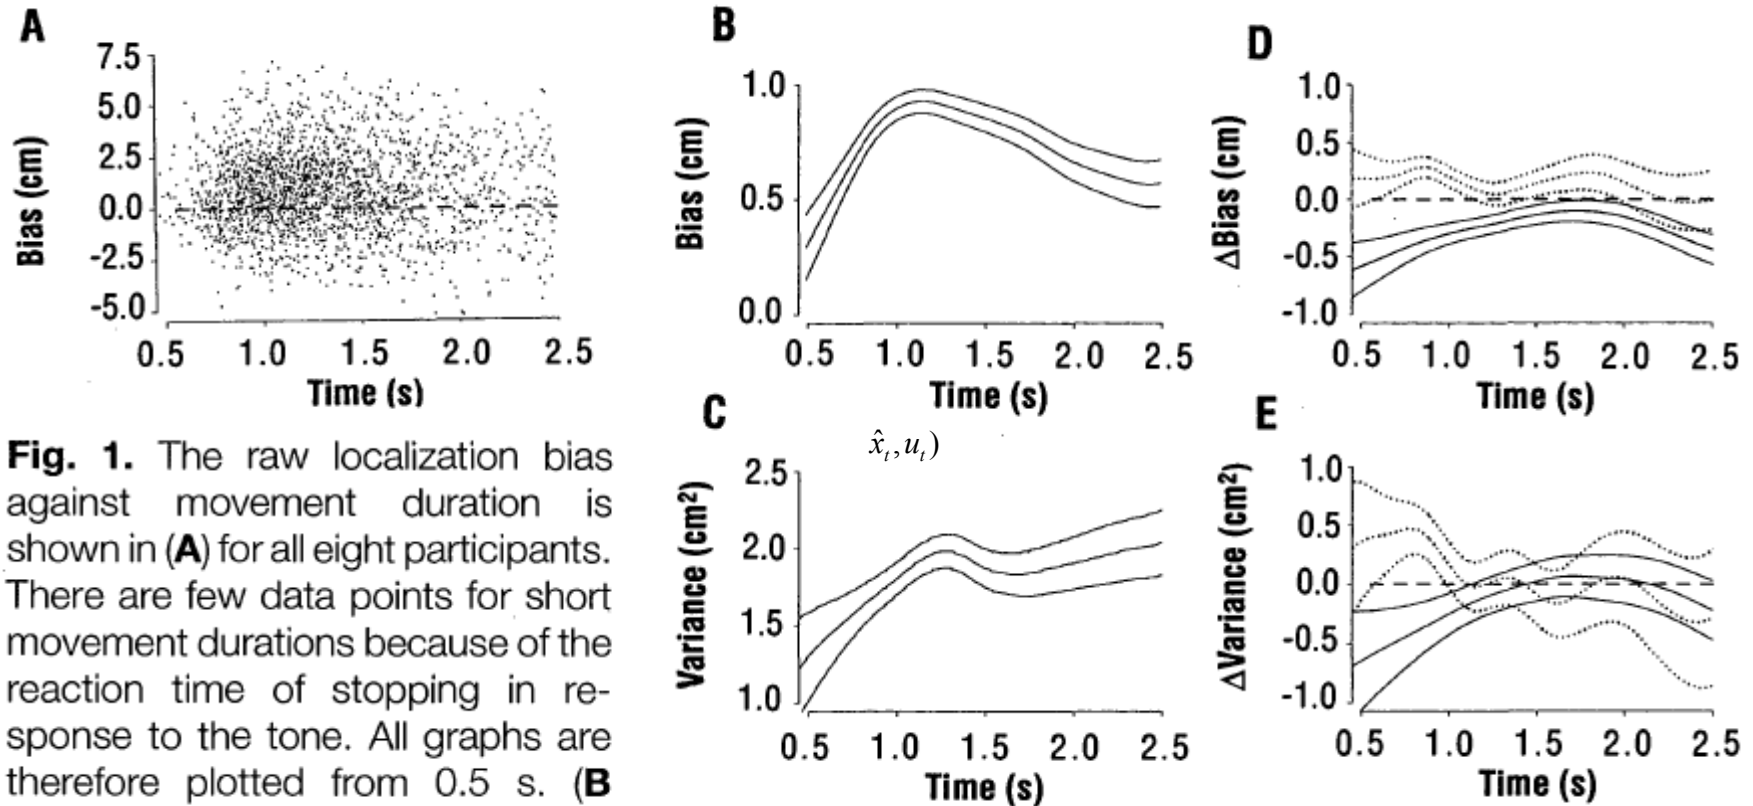 A
7.5
5.0
2.5
0.0
-2.5
-5.0
Bias (cm)
0.5 1.0 1.5 2.0 2.5
Time (s)
B
1.0
0.5
0.0
Bias (cm)
0.5 1.0 1.5 2.0 2.5
Time (s)
D
1.0
0.5
0.0
-0.5
-1.0
ΔBias (cm)
0.5 1.0 1.5 2.0 2.5
Time (s)
Fig. 1. The raw localization bias
against movement duration is
shown in (A) for all eight participants.
There are few data points for short
movement durations because of the
reaction time of stopping in re-
sponse to the tone. All graphs are
therefore plotted from 0.5 s. (B
C
x̂ₜ,uₜ)
2.5
2.0
1.5
1.0
Variance (cm²)
0.5 1.0 1.5 2.0 2.5
Time (s)
E
1.0
0.5
0.0
-0.5
-1.0
ΔVariance (cm²)
0.5 1.0 1.5 2.0 2.5
Time (s)